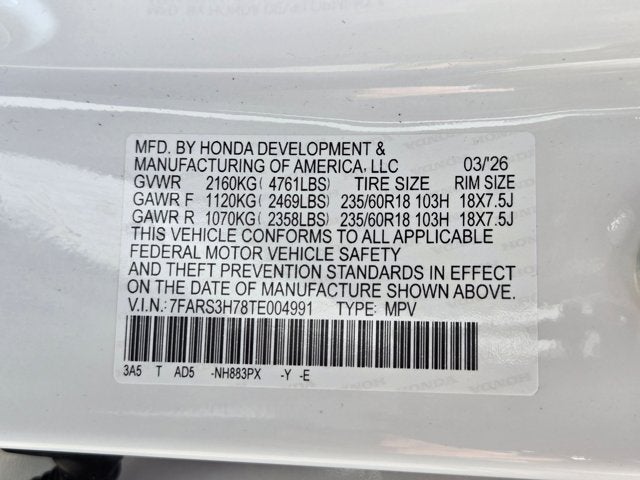 MFD. BY HONDA DEVELOPMENT &
MANUFACTURING OF AMERICA, LLC 03/'26
GVWR 2160KG( 4761LBS) TIRE SIZE RIM SIZE
GAWR F 1120KG( 2469LBS) 235/60R18 103H 18X7.5J
GAWR R 1070KG( 2358LBS) 235/60R18 103H 18X7.5J
THIS VEHICLE CONFORMS TO ALL APPLICABLE
FEDERAL MOTOR VEHICLE SAFETY
AND THEFT PREVENTION STANDARDS IN EFFECT
ON THE DATE OF MANUFACTURE SHOWN ABOVE.
V.I.N.: 7FARS3H78TE004991 TYPE: MPV
3A5 T AD5 -NH883PX -Y -E